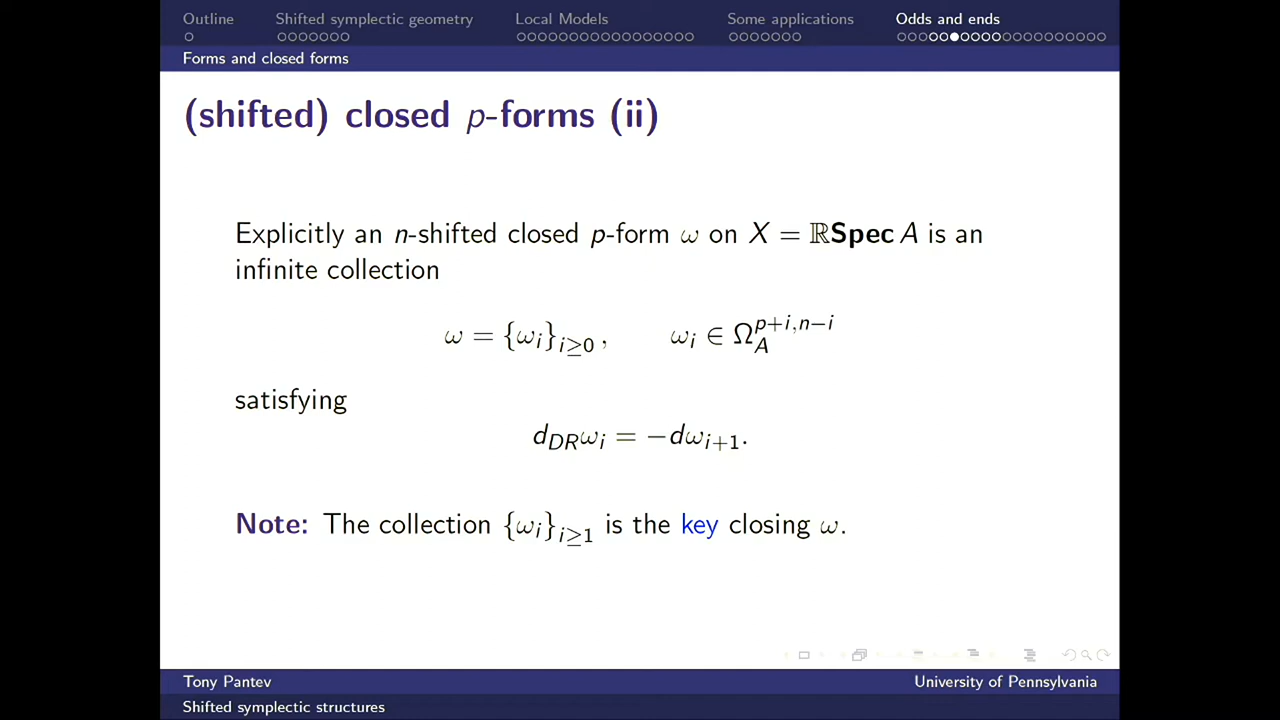 Outline Shifted symplectic geometry Local Models Some applications Odds and ends
Forms and closed forms
(shifted) closed p-forms (ii)
Explicitly an n-shifted closed p-form ω on X = ℝSpec A is an
infinite collection
ω = {ω_i}_{i≥0} , ω_i ∈ Ω_A^{p+i,n−i}
satisfying
d_{DR}ω_i = −dω_{i+1}.
Note: The collection {ω_i}_{i≥1} is the key closing ω.
Tony Pantev University of Pennsylvania
Shifted symplectic structures